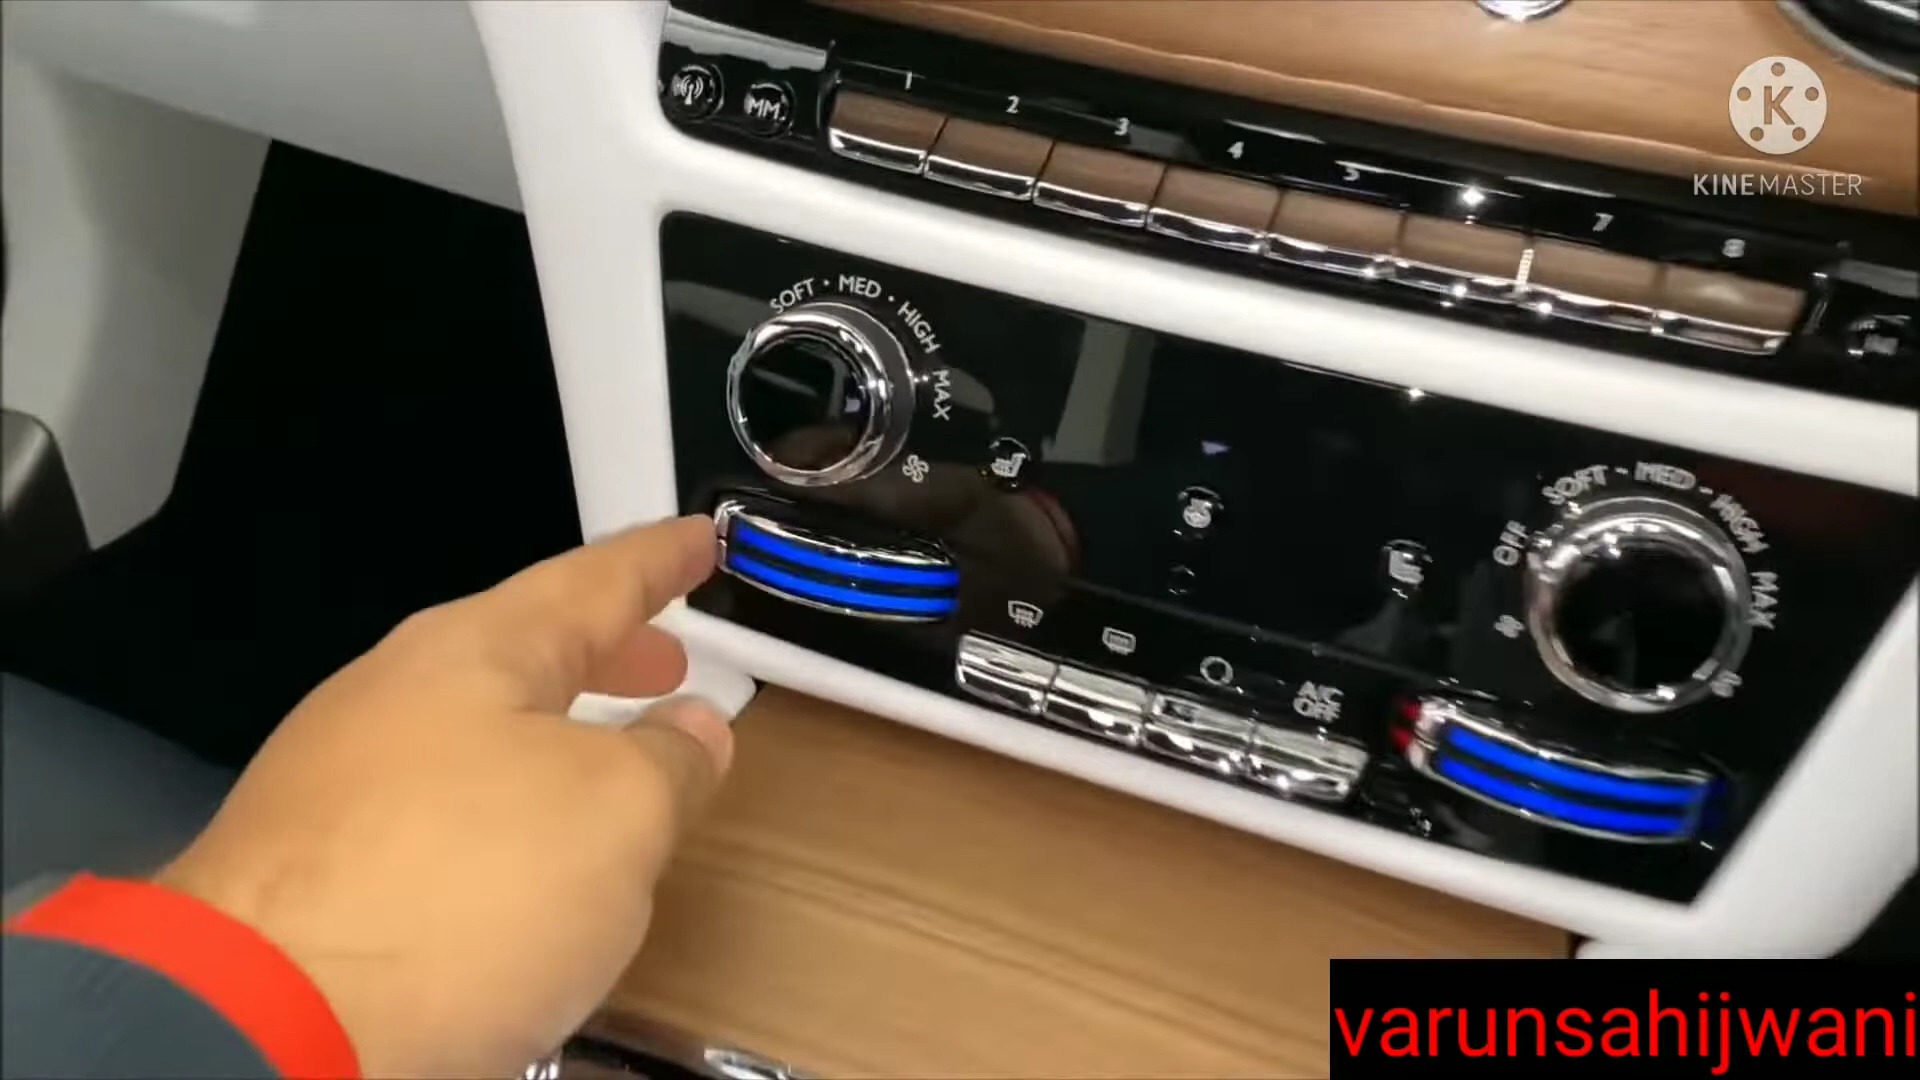 MM.
1
2
3
4
5
7
8
K
KINEMASTER
SOFT · MED · HIGH MAX
OFF SOFT - MED - HIGH MAX
A/C
OFF
varunsahijwani